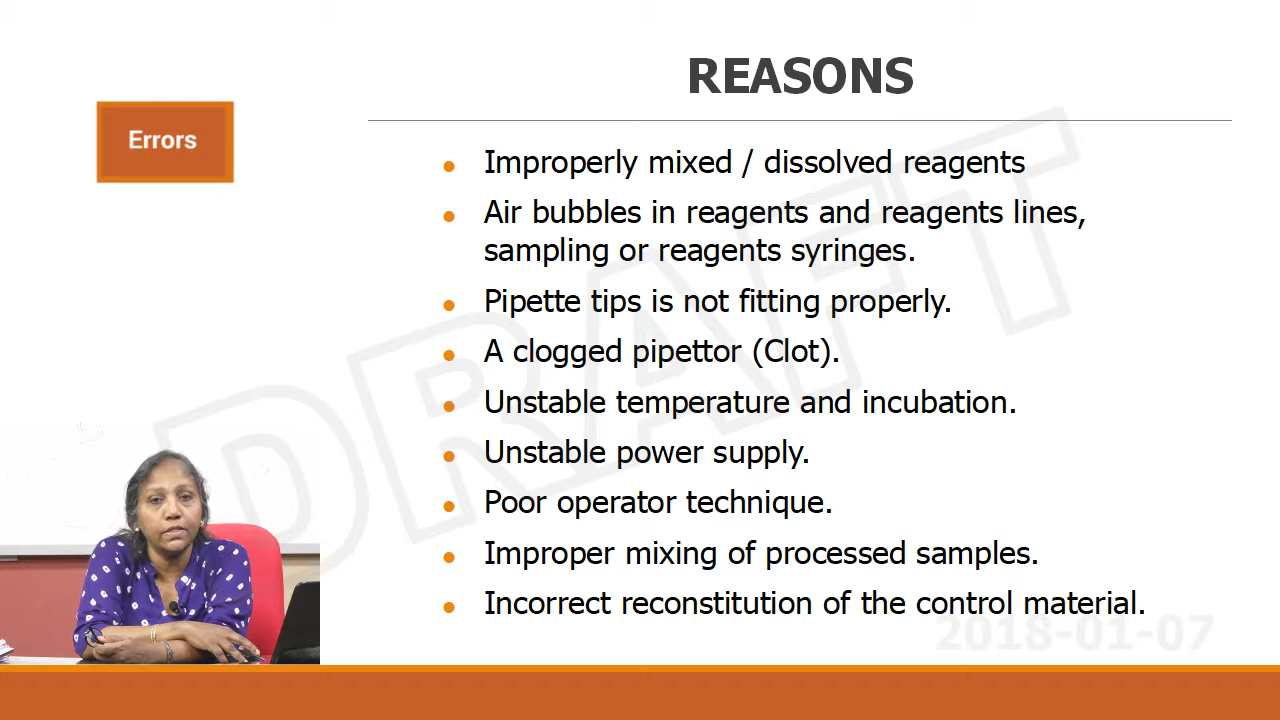 REASONS
Errors
Improperly mixed / dissolved reagents
Air bubbles in reagents and reagents lines,
sampling or reagents syringes.
Pipette tips is not fitting properly.
A clogged pipettor (Clot).
Unstable temperature and incubation.
Unstable power supply.
Poor operator technique.
Improper mixing of processed samples.
Incorrect reconstitution of the control material.
DRAFT
2018-01-07